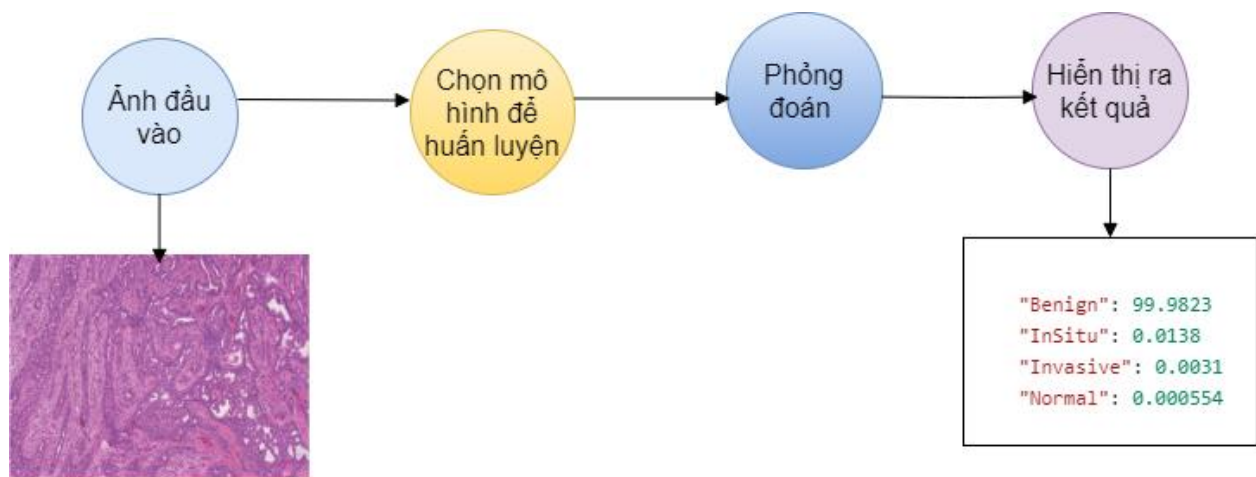 Ảnh đầu
vào
Chọn mô
hình để
huấn luyện
Phỏng
đoán
Hiển thị ra
kết quả
"Benign": 99.9823
"InSitu": 0.0138
"Invasive": 0.0031
"Normal": 0.000554